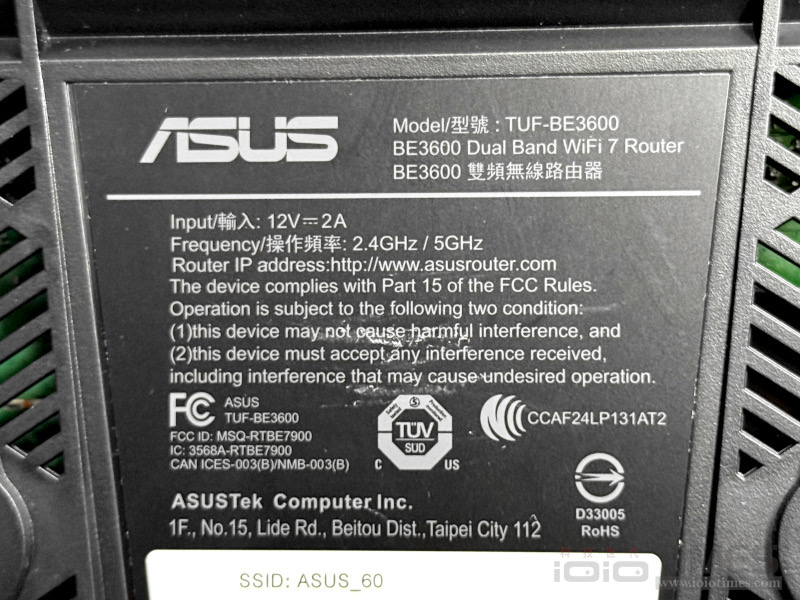 ASUS
Model/型號 : TUF-BE3600
BE3600 Dual Band WiFi 7 Router
BE3600 雙頻無線路由器
Input/輸入: 12V⎓2A
Frequency/操作頻率: 2.4GHz / 5GHz
Router IP address:http://www.asusrouter.com
The device complies with Part 15 of the FCC Rules.
Operation is subject to the following two condition:
(1)this device may not cause harmful interference, and
(2)this device must accept any interference received,
including interference that may cause undesired operation.
FC ASUS
TUF-BE3600
FCC ID: MSQ-RTBE7900
IC: 3568A-RTBE7900
CAN ICES-003(B)/NMB-003(B)
TÜV
SUD
C US
CCAF24LP131AT2
D33005
RoHS
ASUSTek Computer Inc.
1F., No.15, Lide Rd., Beitou Dist.,Taipei City 112
SSID: ASUS_60
www.ioiotimes.com